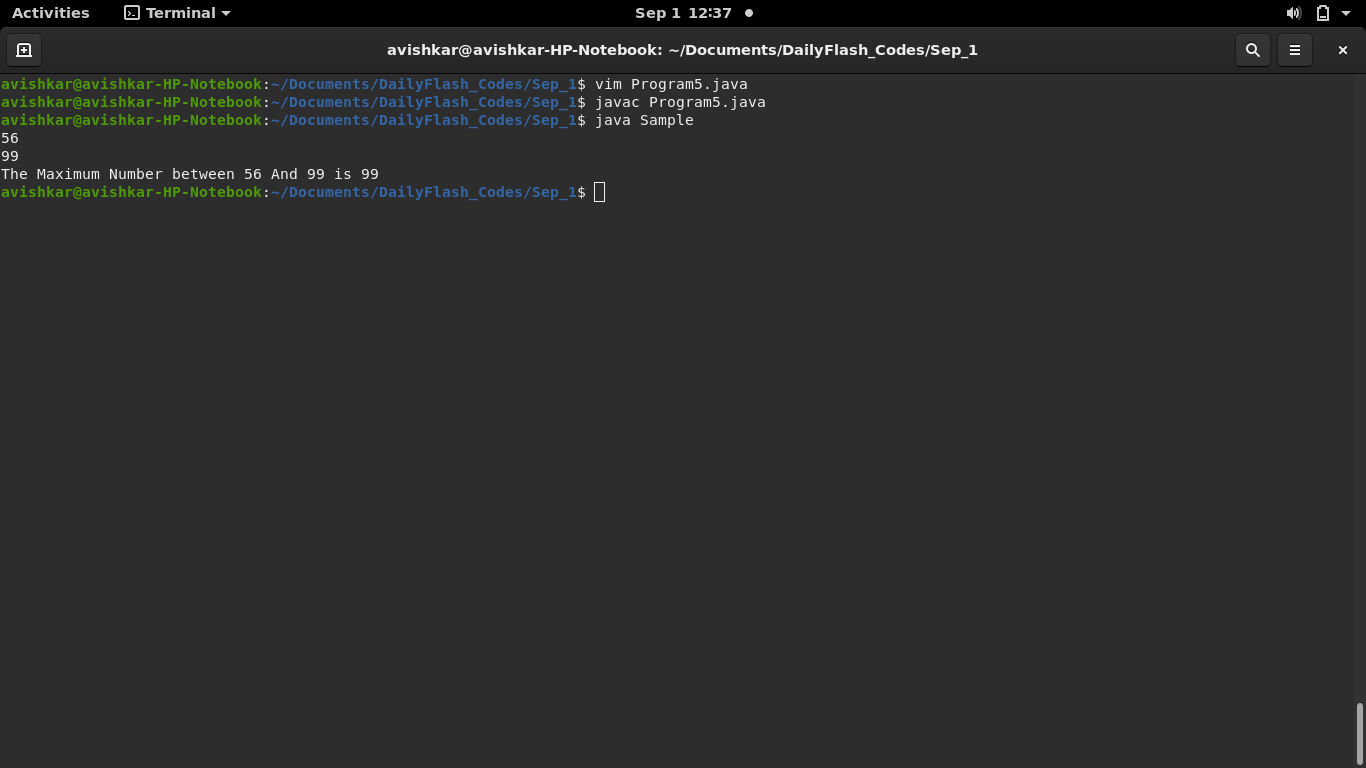 Activities Terminal Sep 1 12:37
avishkar@avishkar-HP-Notebook: ~/Documents/DailyFlash_Codes/Sep_1
avishkar@avishkar-HP-Notebook:~/Documents/DailyFlash_Codes/Sep_1$ vim Program5.java
avishkar@avishkar-HP-Notebook:~/Documents/DailyFlash_Codes/Sep_1$ javac Program5.java
avishkar@avishkar-HP-Notebook:~/Documents/DailyFlash_Codes/Sep_1$ java Sample
56
99
The Maximum Number between 56 And 99 is 99
avishkar@avishkar-HP-Notebook:~/Documents/DailyFlash_Codes/Sep_1$